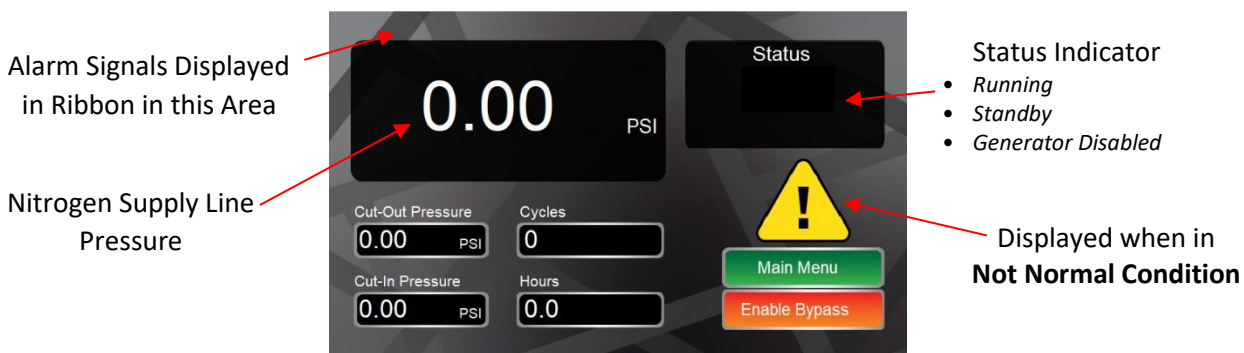 Alarm Signals Displayed
in Ribbon in this Area
Nitrogen Supply Line
Pressure
0.00 PSI
Status
Cut-Out Pressure
0.00 PSI
Cycles
0
Cut-In Pressure
0.00 PSI
Hours
0.0
!
Main Menu
Enable Bypass
Status Indicator
• Running
• Standby
• Generator Disabled
Displayed when in
Not Normal Condition